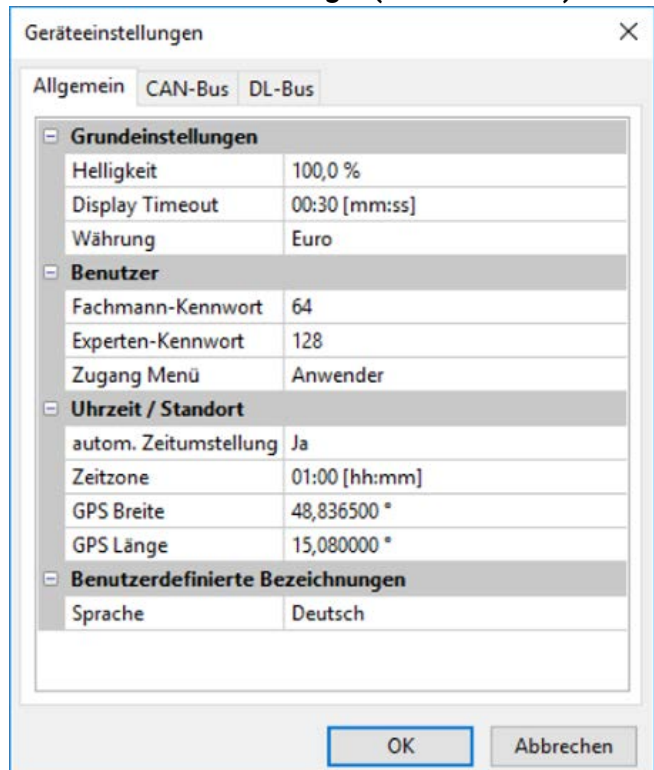 Geräteeinstellungen
Allgemein CAN-Bus DL-Bus
Grundeinstellungen
Helligkeit 100,0 %
Display Timeout 00:30 [mm:ss]
Währung Euro
Benutzer
Fachmann-Kennwort 64
Experten-Kennwort 128
Zugang Menü Anwender
Uhrzeit / Standort
autom. Zeitumstellung Ja
Zeitzone 01:00 [hh:mm]
GPS Breite 48,836500 °
GPS Länge 15,080000 °
Benutzerdefinierte Bezeichnungen
Sprache Deutsch
OK Abbrechen